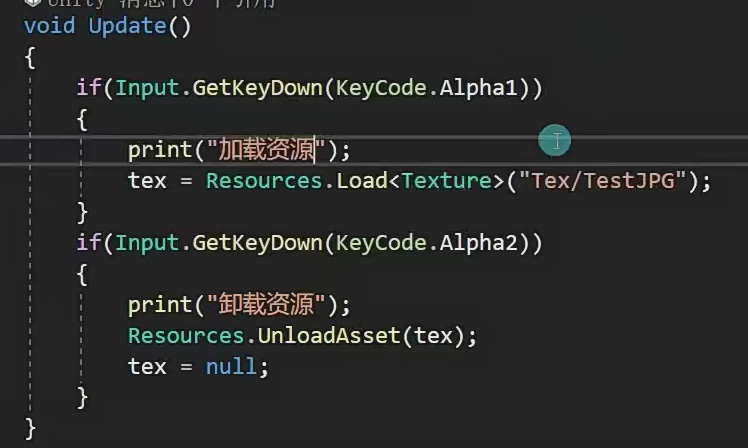 void Update()
{
if(Input.GetKeyDown(KeyCode.Alpha1))
{
print("加载资源");
tex = Resources.Load<Texture>("Tex/TestJPG");
}
if(Input.GetKeyDown(KeyCode.Alpha2))
{
print("卸载资源");
Resources.UnloadAsset(tex);
tex = null;
}
}